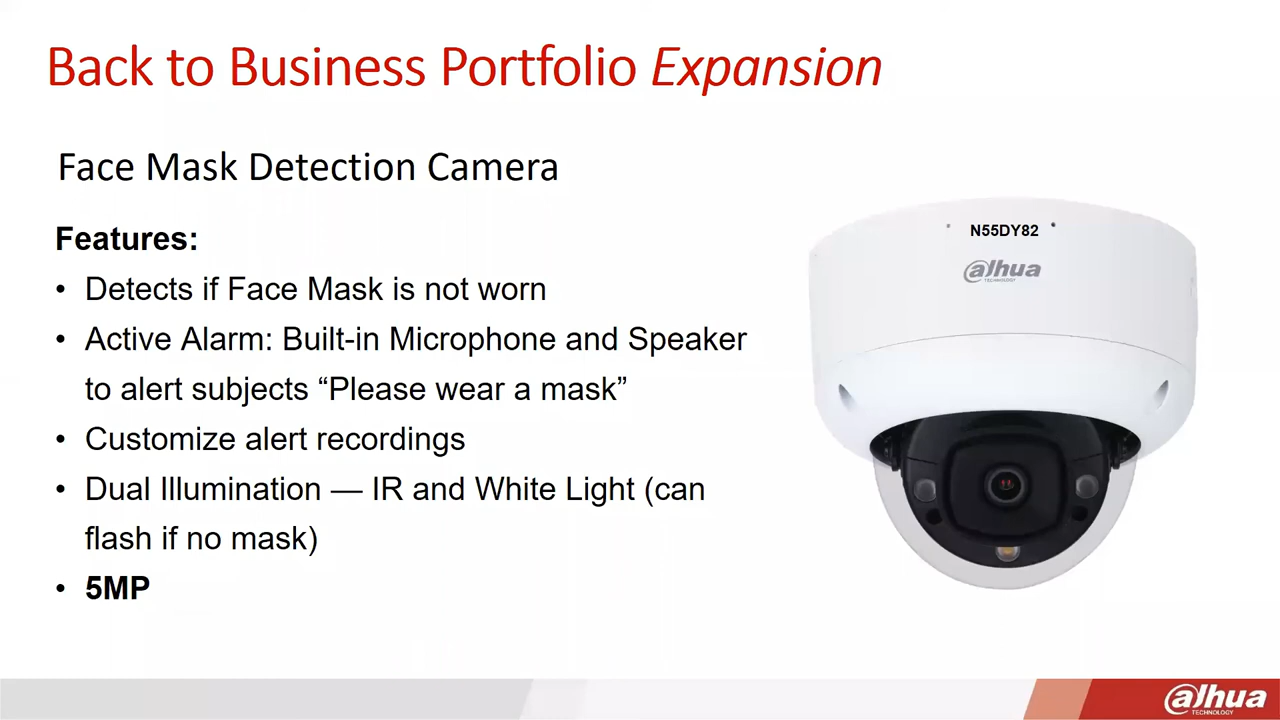 Back to Business Portfolio Expansion
Face Mask Detection Camera
Features:
• Detects if Face Mask is not worn
• Active Alarm: Built-in Microphone and Speaker
to alert subjects “Please wear a mask”
• Customize alert recordings
• Dual Illumination — IR and White Light (can
flash if no mask)
• 5MP
N55DY82
alhua
TECHNOLOGY
alhua
TECHNOLOGY